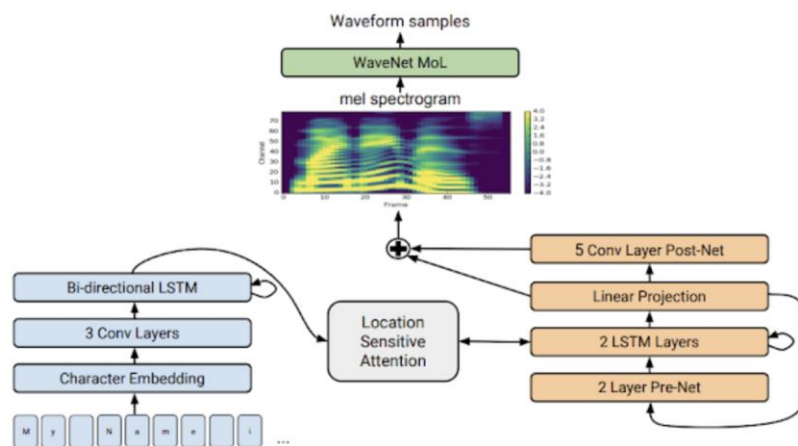 Waveform samples
WaveNet MoL
mel spectrogram
70
60
50
40
30
20
10
0
Channel
0 10 20 30 40 50
Frame
4.0
3.2
2.4
1.6
0.8
0.0
−0.8
−1.6
−2.4
−3.2
−4.0
5 Conv Layer Post-Net
Linear Projection
2 LSTM Layers
2 Layer Pre-Net
Location
Sensitive
Attention
Bi-directional LSTM
3 Conv Layers
Character Embedding
M y N a m e i ...